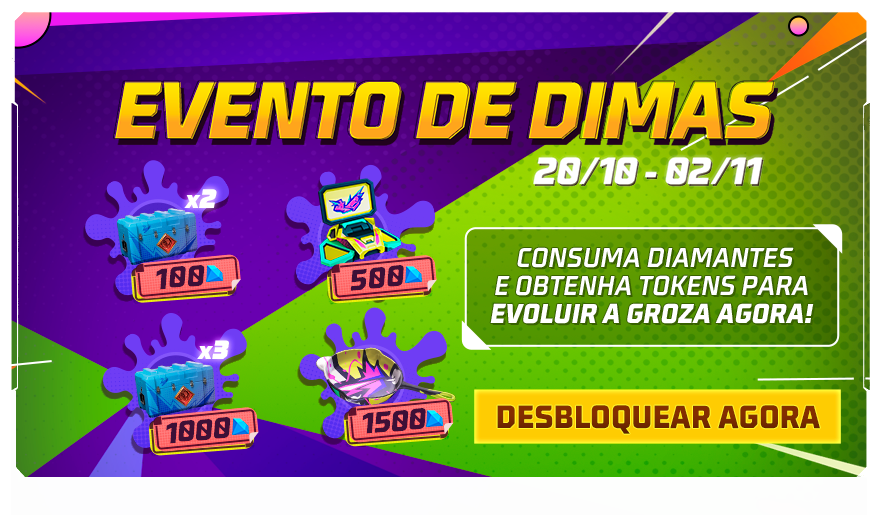 EVENTO DE DIMAS
20/10 - 02/11
x2
100
500
x3
1000
1500
CONSUMA DIAMANTES
E OBTENHA TOKENS PARA
EVOLUIR A GROZA AGORA!
DESBLOQUEAR AGORA